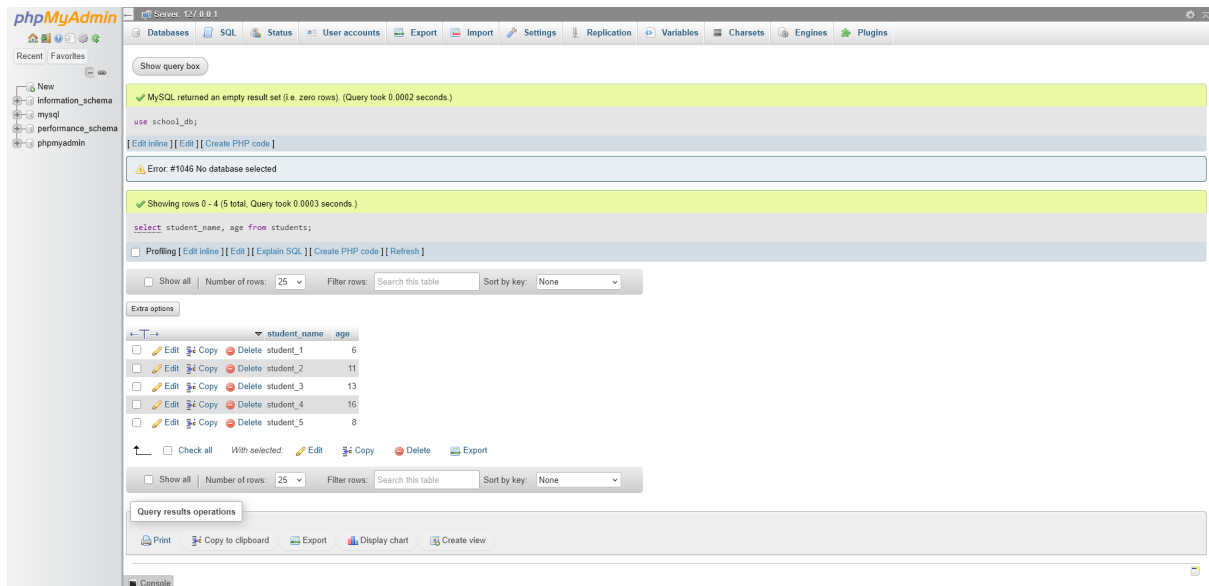 phpMyAdmin
Recent Favorites
New
information_schema
mysql
performance_schema
phpmyadmin
Server: 127.0.0.1
Databases SQL Status User accounts Export Import Settings Replication Variables Charsets Engines Plugins
Show query box
MySQL returned an empty result set (i.e. zero rows). (Query took 0.0002 seconds.)
use school_db;
[ Edit inline ] [ Edit ] [ Create PHP code ]
Error: #1046 No database selected
Showing rows 0 - 4 (5 total, Query took 0.0003 seconds.)
select student_name, age from students;
Profiling [ Edit inline ] [ Edit ] [ Explain SQL ] [ Create PHP code ] [ Refresh ]
Show all | Number of rows: 25 Filter rows: Search this table Sort by key: None
Extra options
←T→ student_name age
Edit Copy Delete student_1 6
Edit Copy Delete student_2 11
Edit Copy Delete student_3 13
Edit Copy Delete student_4 16
Edit Copy Delete student_5 8
Check all With selected: Edit Copy Delete Export
Show all | Number of rows: 25 Filter rows: Search this table Sort by key: None
Query results operations
Print Copy to clipboard Export Display chart Create view
Console